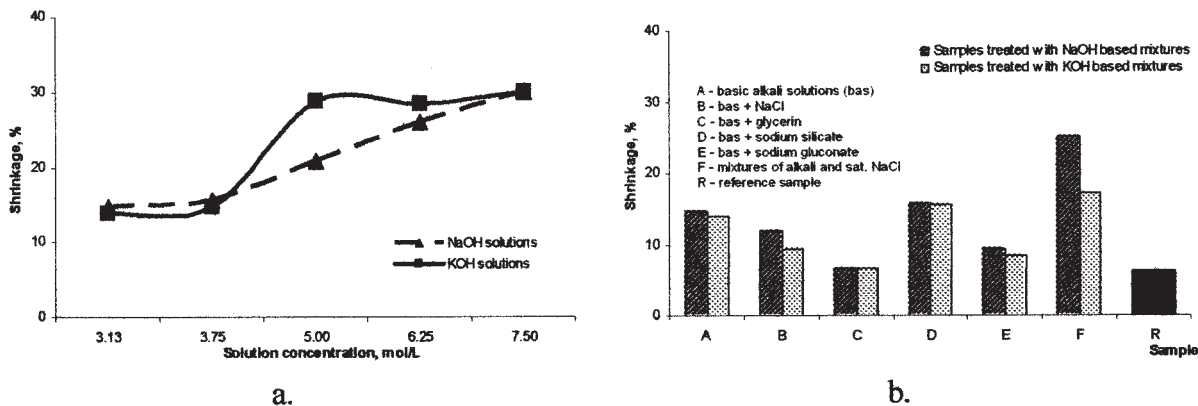 40
30
20
10
0
Shrinkage, %
NaOH solutions
KOH solutions
3.13 3.75 5.00 6.25 7.50
Solution concentration, mol/L
a.
40
30
20
10
0
Shrinkage, %
Samples treated with NaOH based mixtures
Samples treated with KOH based mixtures
A - basic alkali solutions (bas)
B - bas + NaCl
C - bas + glycerin
D - bas + sodium silicate
E - bas + sodium gluconate
F - mixtures of alkali and sat. NaCl
R - reference sample
A B C D E F R
Sample
b.